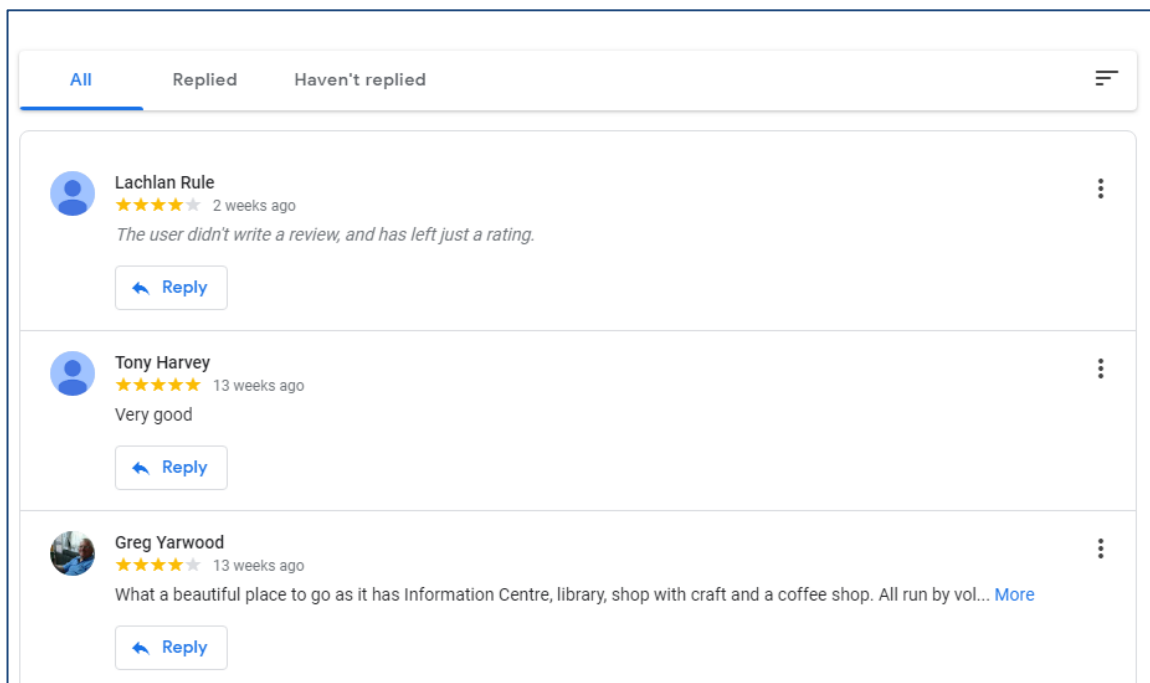 All Replied Haven't replied
Lachlan Rule
2 weeks ago
The user didn't write a review, and has left just a rating.
Reply
Tony Harvey
13 weeks ago
Very good
Reply
Greg Yarwood
13 weeks ago
What a beautiful place to go as it has Information Centre, library, shop with craft and a coffee shop. All run by vol... More
Reply